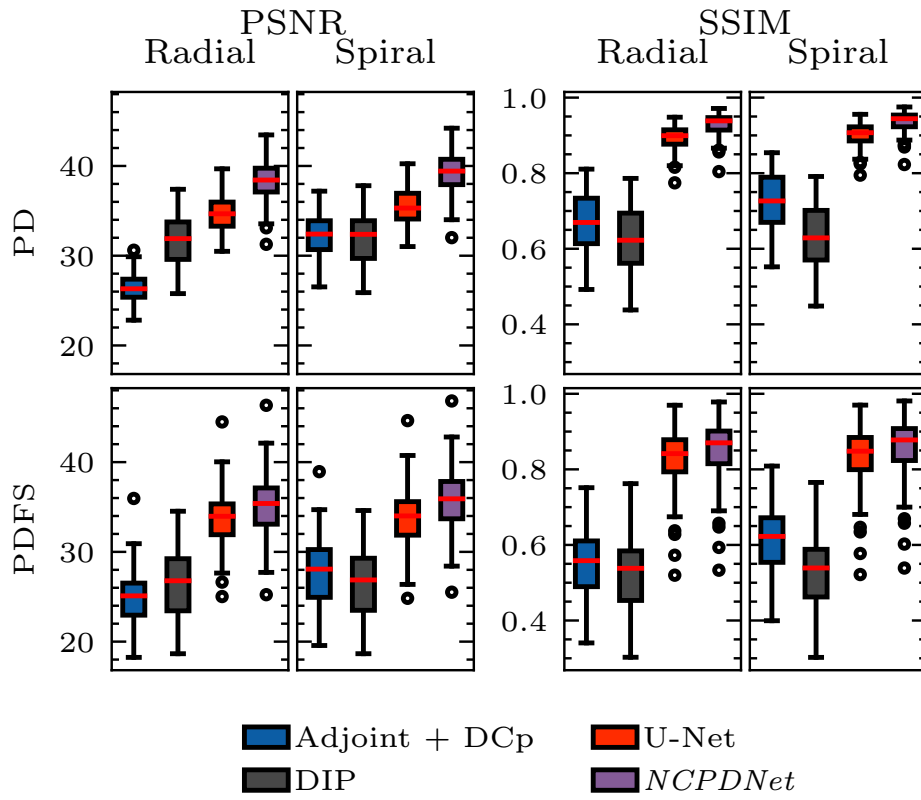 PSNR SSIM
Radial Spiral Radial Spiral
PD
40
30
20
1.0
0.8
0.6
0.4
PDFS
40
30
20
1.0
0.8
0.6
0.4
Adjoint + DCp U-Net
DIP NCPDNet